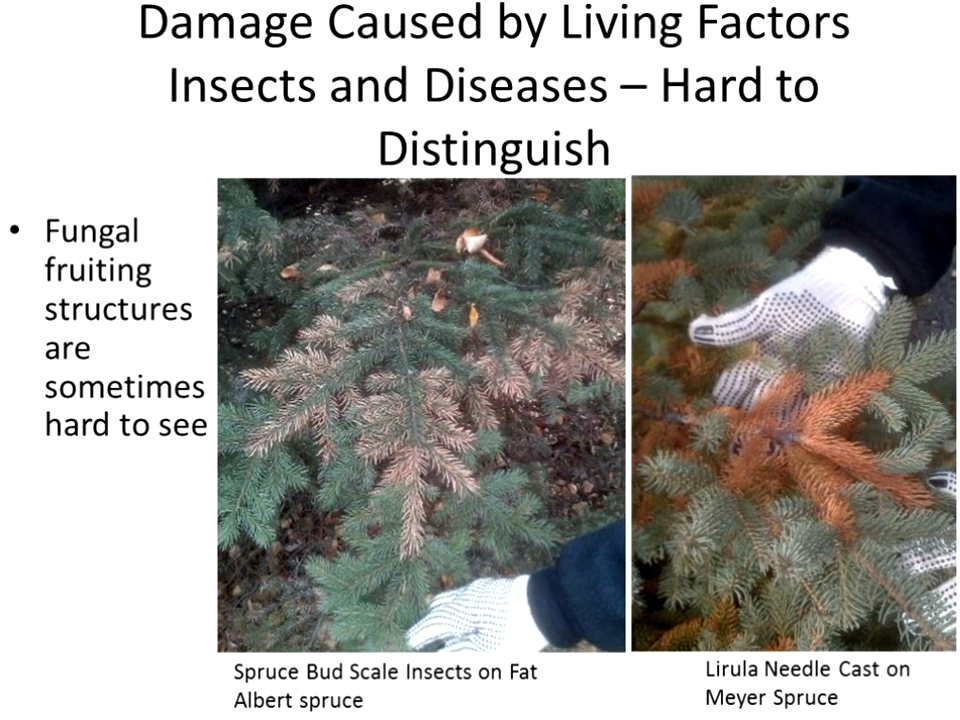 Damage Caused by Living Factors
Insects and Diseases – Hard to
Distinguish
• Fungal
fruiting
structures
are
sometimes
hard to see
Spruce Bud Scale Insects on Fat
Albert spruce
Lirula Needle Cast on
Meyer Spruce